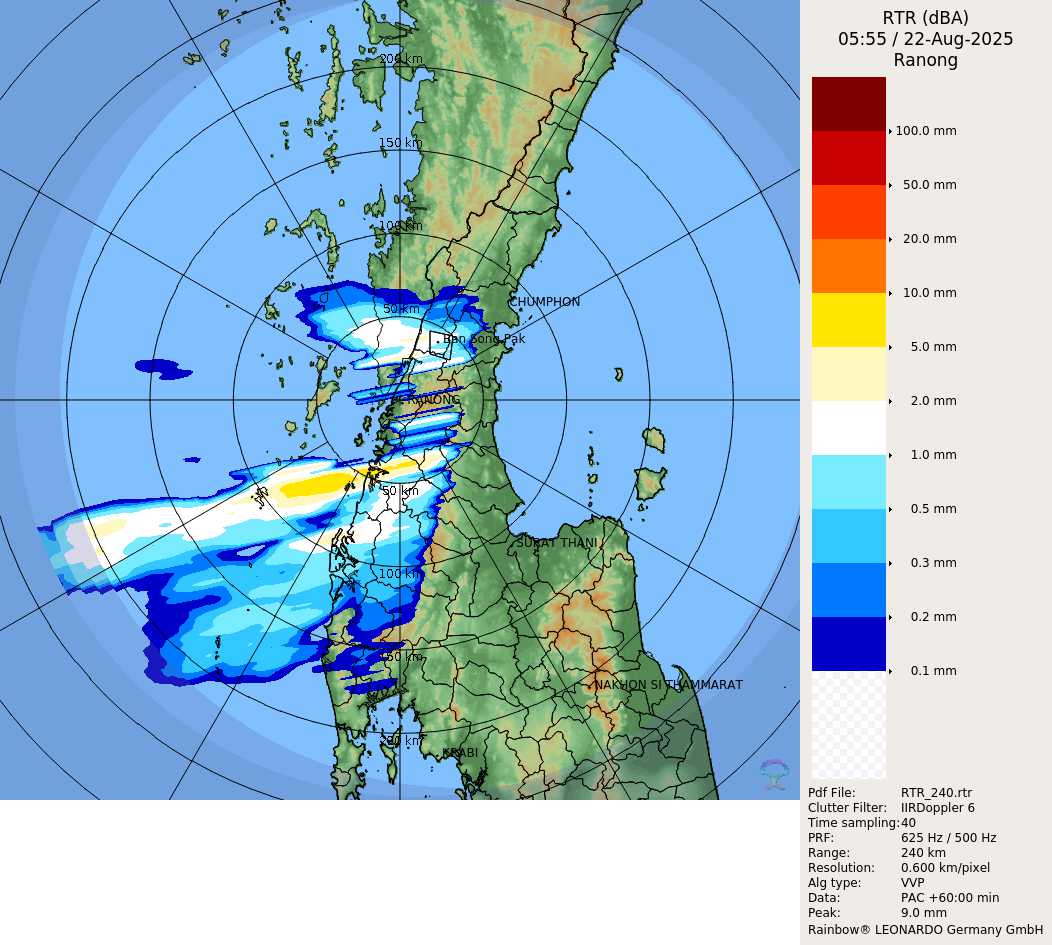 RTR (dBA)
05:55 / 22-Aug-2025
Ranong
100.0 mm
50.0 mm
20.0 mm
10.0 mm
5.0 mm
2.0 mm
1.0 mm
0.5 mm
0.3 mm
0.2 mm
0.1 mm
200 km
150 km
100 km
50 km
CHUMPHON
Ban Song Pak
RANONG
50 km
SURAT THANI
100 km
150 km
NAKHON SI THAMMARAT
200 km
KRABI
Pdf File: RTR_240.rtr
Clutter Filter: IIRDoppler 6
Time sampling: 40
PRF: 625 Hz / 500 Hz
Range: 240 km
Resolution: 0.600 km/pixel
Alg type: VVP
Data: PAC +60:00 min
Peak: 9.0 mm
Rainbow® LEONARDO Germany GmbH